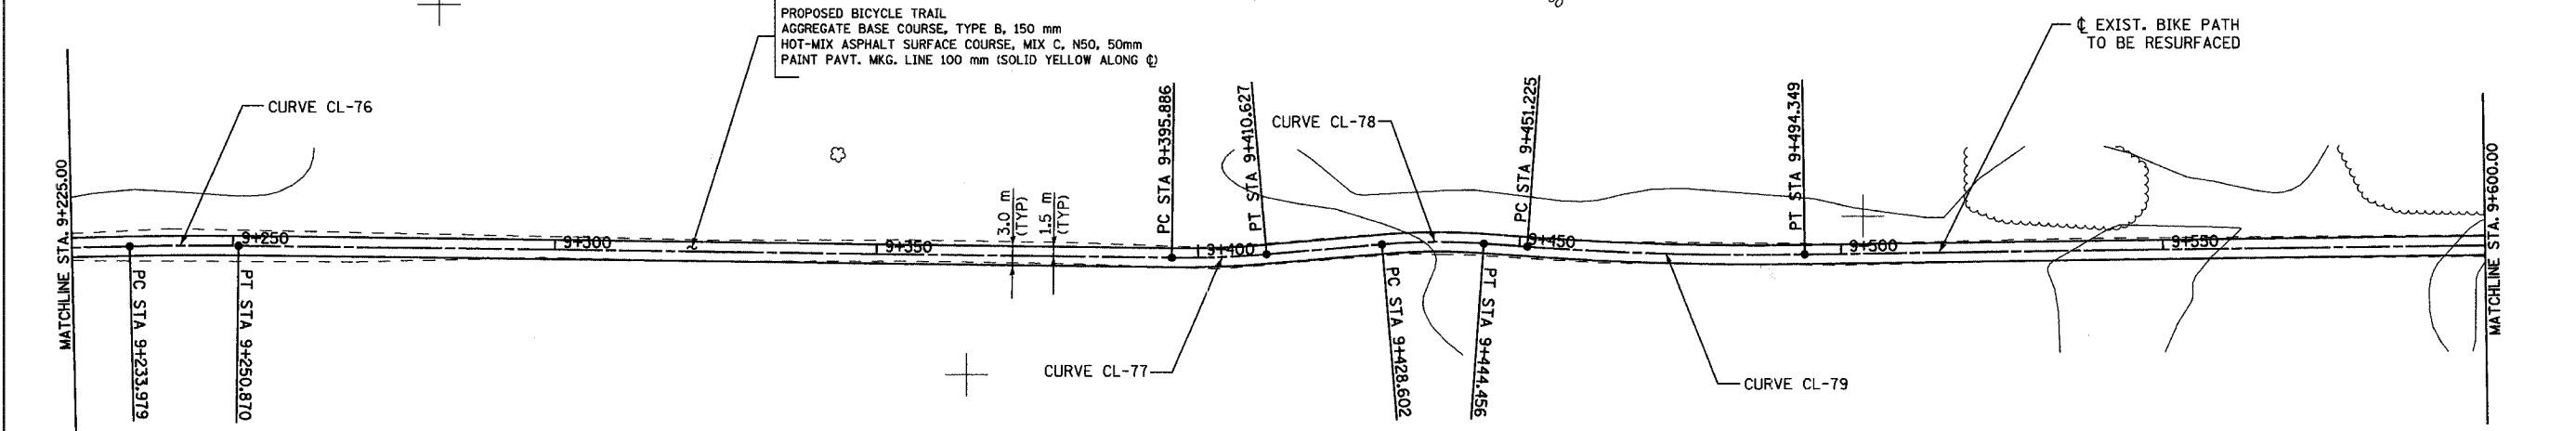 PROPOSED BICYCLE TRAIL
AGGREGATE BASE COURSE, TYPE B, 150 mm
HOT-MIX ASPHALT SURFACE COURSE, MIX C, N50, 50mm
PAINT PAVT. MKG. LINE 100 mm (SOLID YELLOW ALONG ℄)
℄ EXIST. BIKE PATH
TO BE RESURFACED
CURVE CL-76
CURVE CL-78
MATCHLINE STA. 9+225.00
PC STA 9+395.886
PT STA 9+410.627
PC STA 9+451.225
PT STA 9+494.349
MATCHLINE STA. 9+600.00
3.0 m
(TYP)
1.5 m
(TYP)
9+250
9+300
9+350
9+400
9+450
9+500
9+550
PC STA 9+233.979
PT STA 9+250.870
PC STA 9+428.602
PT STA 9+444.456
CURVE CL-77
CURVE CL-79